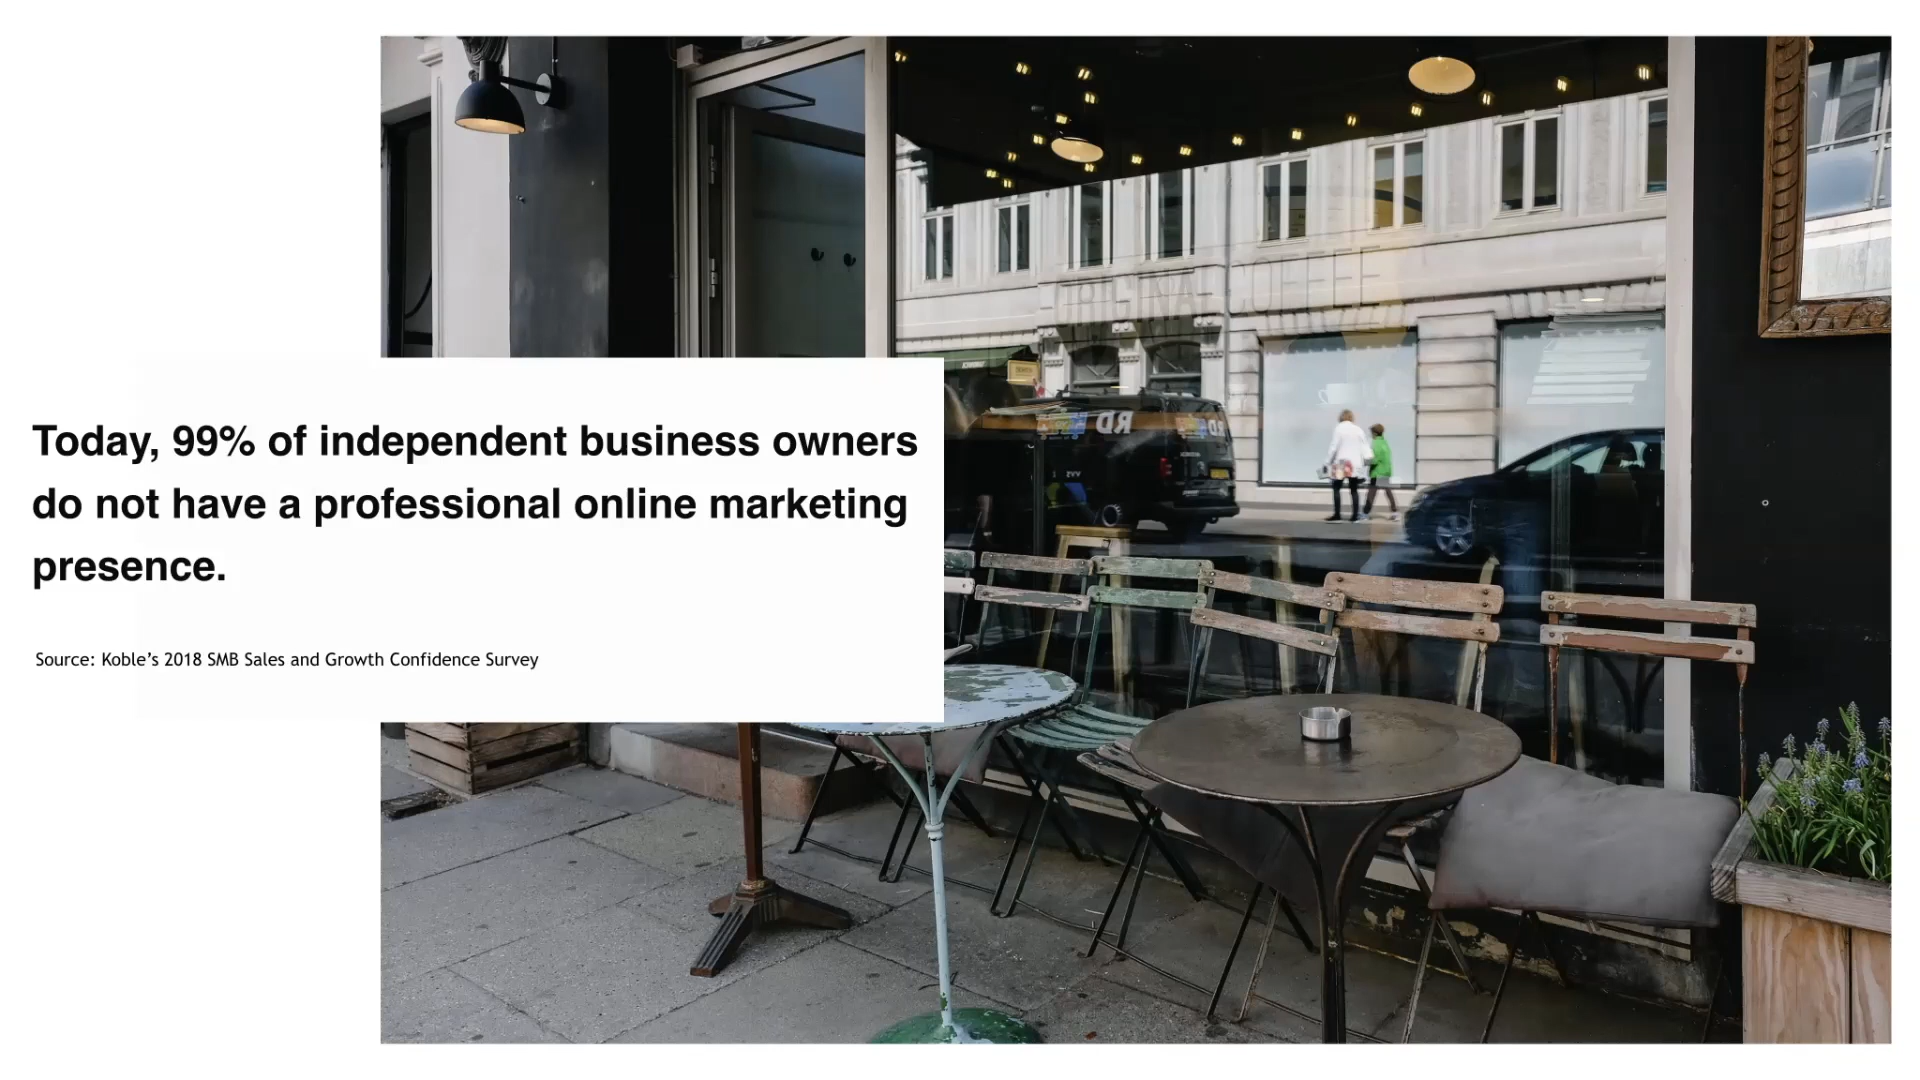 Today, 99% of independent business owners
do not have a professional online marketing
presence.
Source: Koble’s 2018 SMB Sales and Growth Confidence Survey